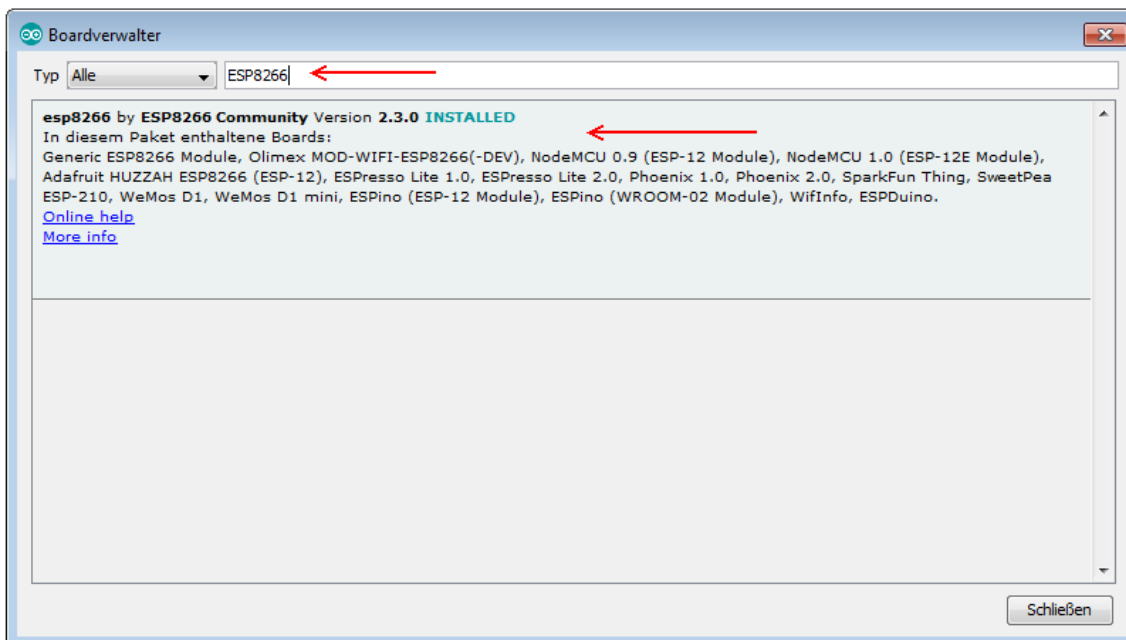 Boardverwalter
Typ Alle ESP8266
esp8266 by ESP8266 Community Version 2.3.0 INSTALLED
In diesem Paket enthaltene Boards:
Generic ESP8266 Module, Olimex MOD-WIFI-ESP8266(-DEV), NodeMCU 0.9 (ESP-12 Module), NodeMCU 1.0 (ESP-12E Module),
Adafruit HUZZAH ESP8266 (ESP-12), ESPresso Lite 1.0, ESPresso Lite 2.0, Phoenix 1.0, Phoenix 2.0, SparkFun Thing, SweetPea
ESP-210, WeMos D1, WeMos D1 mini, ESPino (ESP-12 Module), ESPino (WROOM-02 Module), WifInfo, ESPDuino.
Online help
More info
Schließen